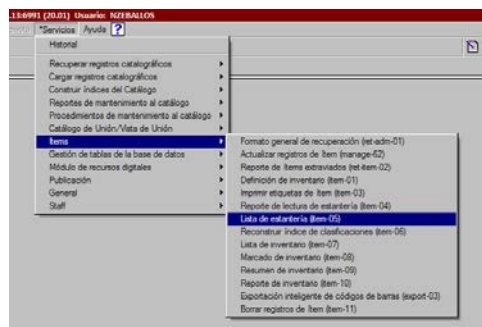 .13:6991 (20.01) Usuario: NZEBALLOS
*Servicios Ayuda ?
Historial
Recuperar registros catalográficos
Cargar registros catalográficos
Construir índices del Catálogo
Reportes de mantenimiento al catálogo
Procedimientos de mantenimiento al catálogo
Catálogo de Unión/Vista de Unión
Items
Gestión de tablas de la base de datos
Módulo de recursos digitales
Publicación
General
Staff
Formato general de recuperación (ret-adm-01)
Actualizar registros de ítem (manage-62)
Reporte de ítems extraviados (ret-item-02)
Definición de inventario (item-01)
Imprimir etiquetas de ítem (item-03)
Reporte de lectura de estantería (item-04)
Lista de estantería (item-05)
Reconstruir índice de clasificaciones (item-06)
Lista de inventario (item-07)
Marcado de inventario (item-08)
Resumen de inventario (item-09)
Reporte de inventario (item-10)
Exportación inteligente de códigos de barras (export-03)
Borrar registros de ítem (item-11)